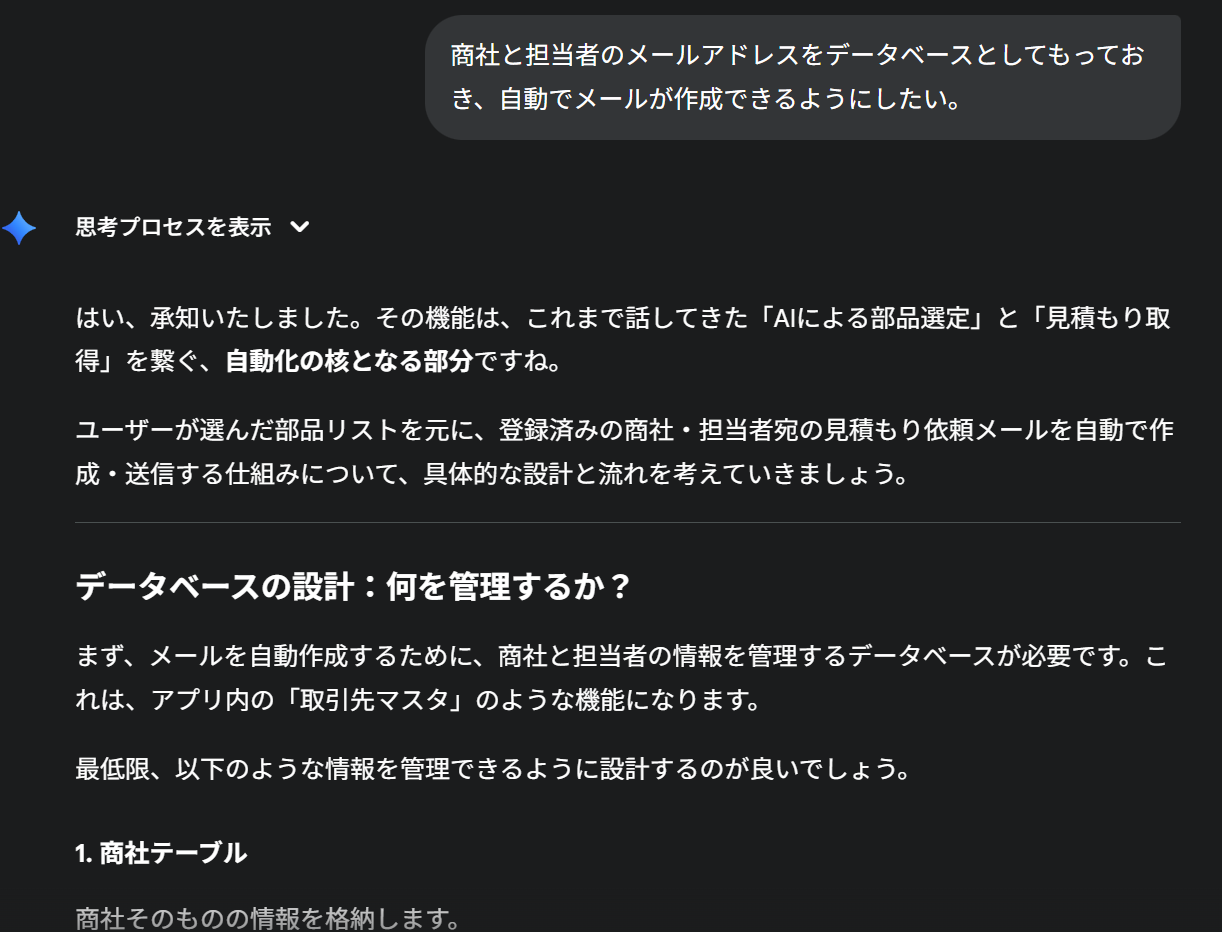 商社と担当者のメールアドレスをデータベースとしてもってお
き、自動でメールが作成できるようにしたい。
思考プロセスを表示
はい、承知いたしました。その機能は、これまで話してきた「AIによる部品選定」と「見積もり取
得」を繋ぐ、自動化の核となる部分ですね。
ユーザーが選んだ部品リストを元に、登録済みの商社・担当者宛の見積もり依頼メールを自動で作
成・送信する仕組みについて、具体的な設計と流れを考えていきましょう。
データベースの設計：何を管理するか？
まず、メールを自動作成するために、商社と担当者の情報を管理するデータベースが必要です。こ
れは、アプリ内の「取引先マスタ」のような機能になります。
最低限、以下のような情報を管理できるように設計するのが良いでしょう。
1. 商社テーブル
商社そのものの情報を格納します。